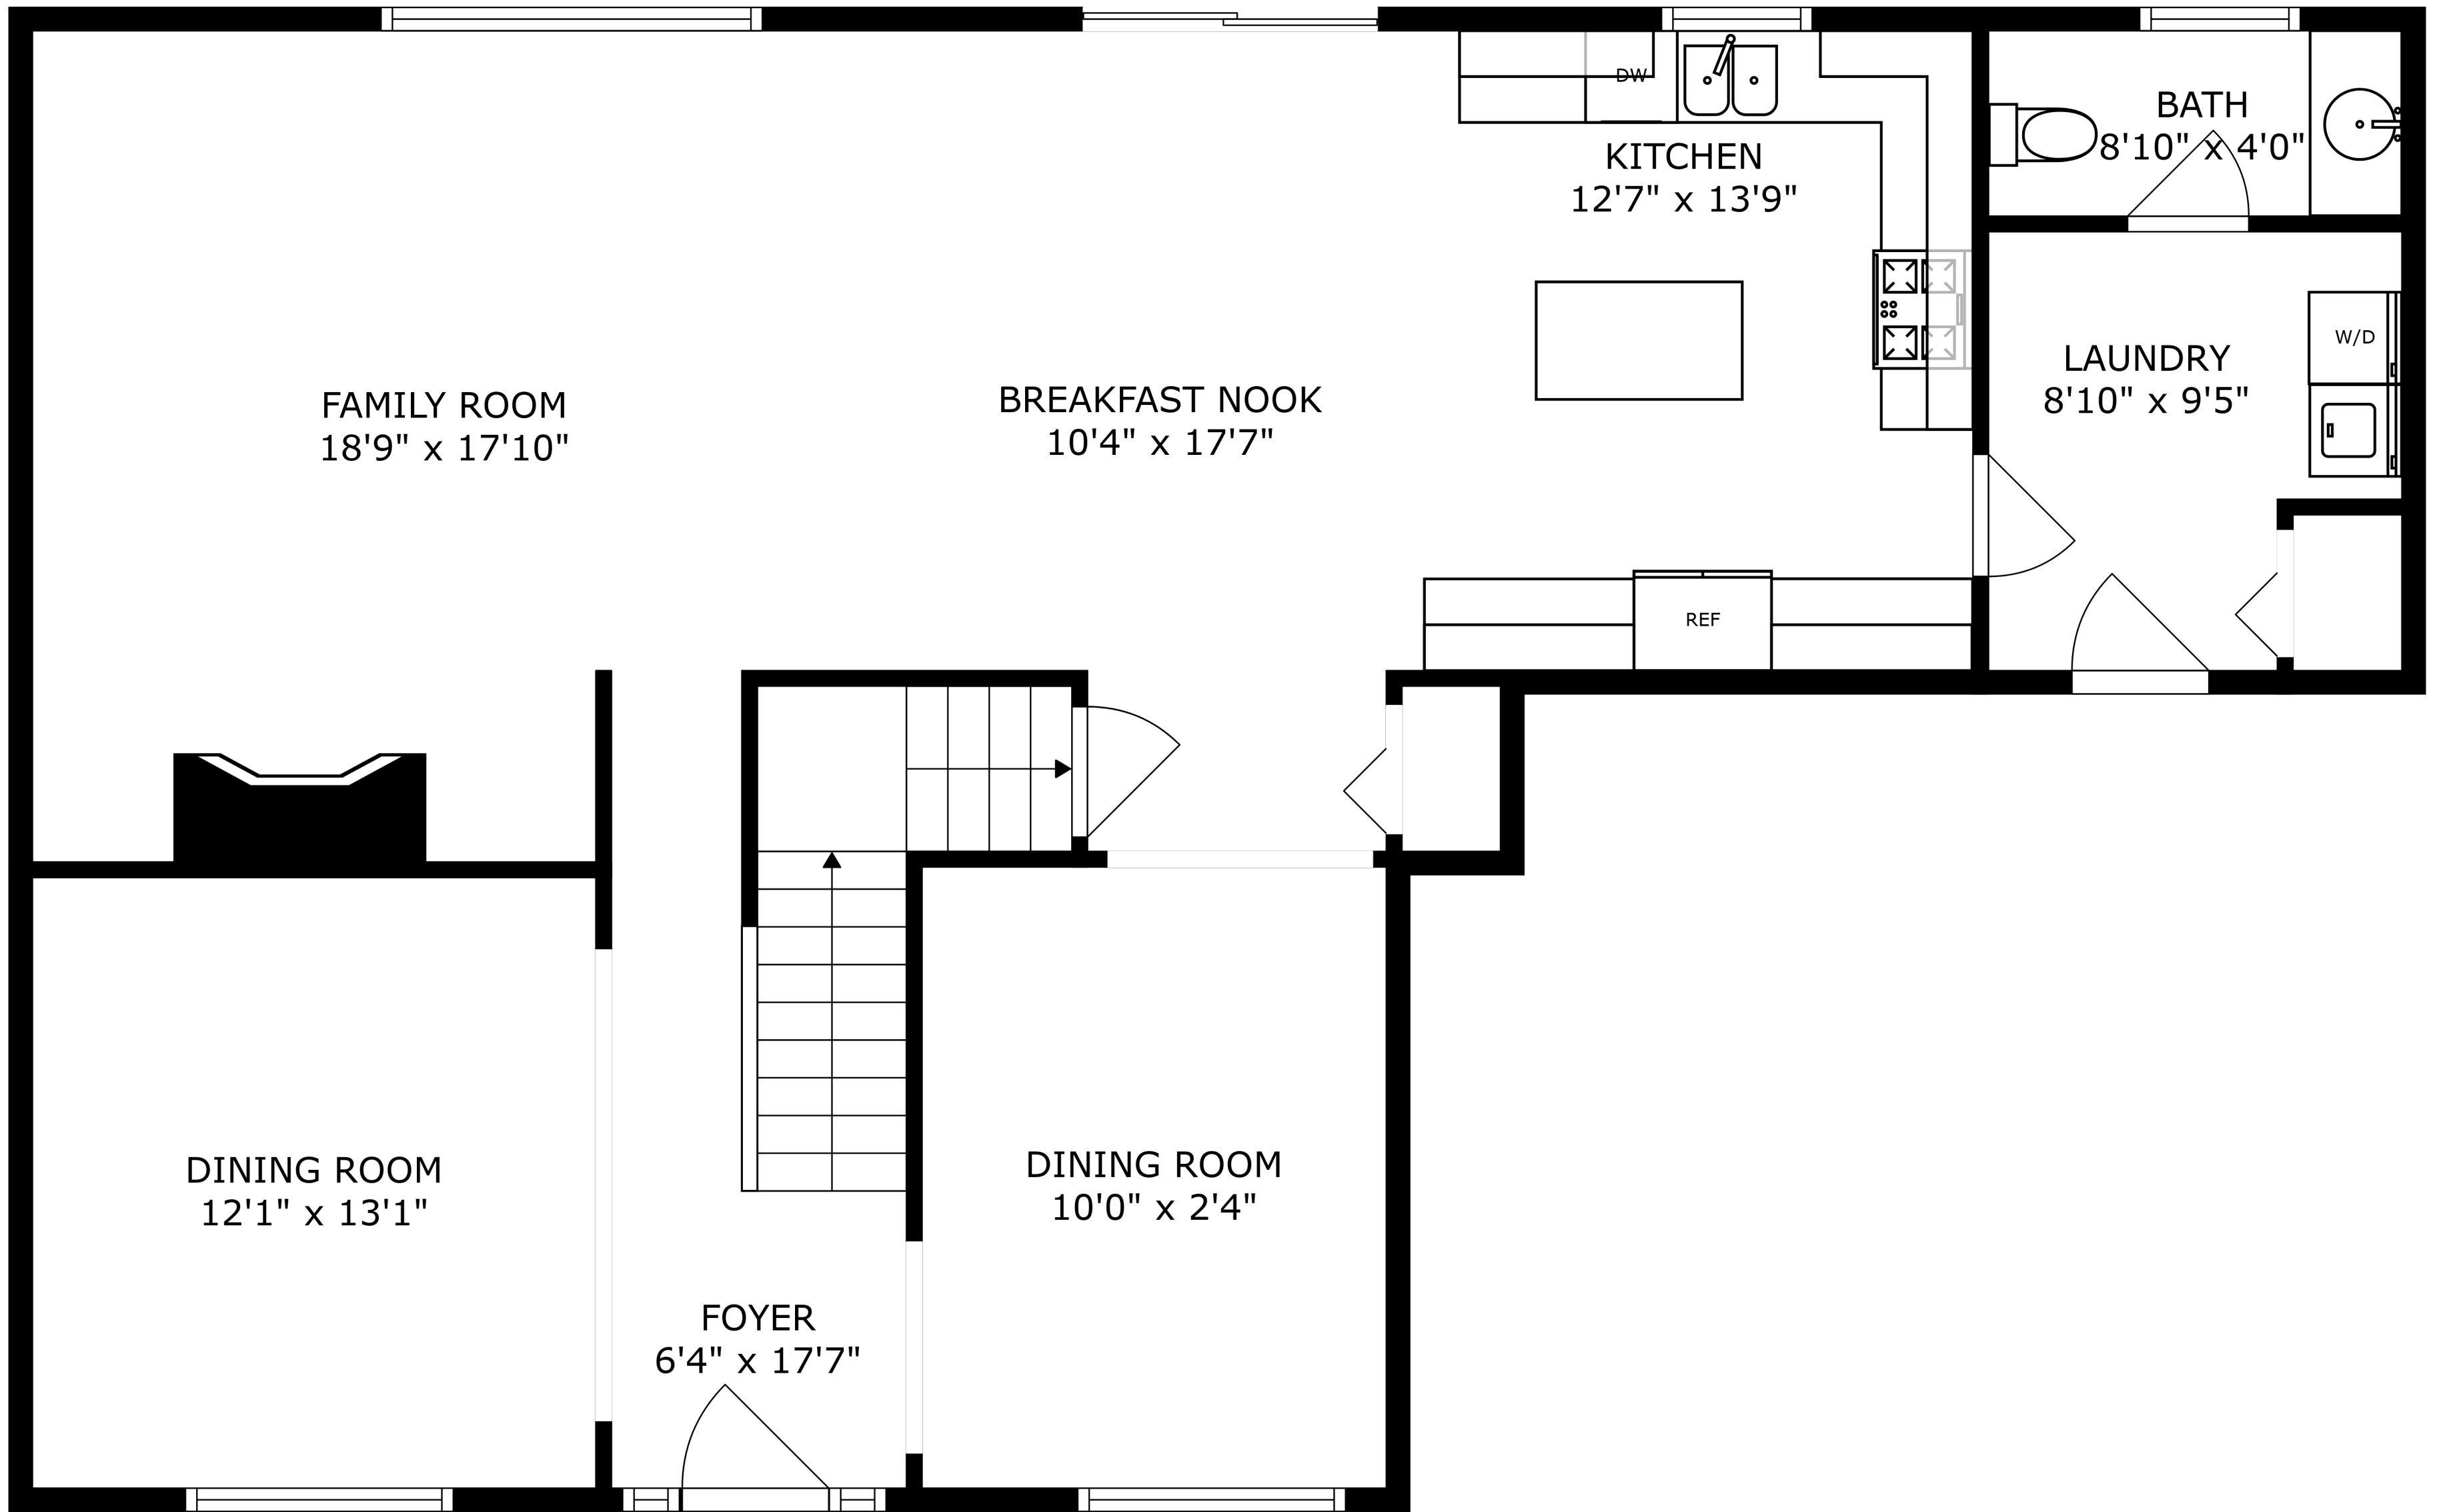 BATH
8'10" x 4'0"
DW
KITCHEN
12'7" x 13'9"
W/D
LAUNDRY
8'10" x 9'5"
FAMILY ROOM
18'9" x 17'10"
BREAKFAST NOOK
10'4" x 17'7"
REF
DINING ROOM
12'1" x 13'1"
DINING ROOM
10'0" x 2'4"
FOYER
6'4" x 17'7"